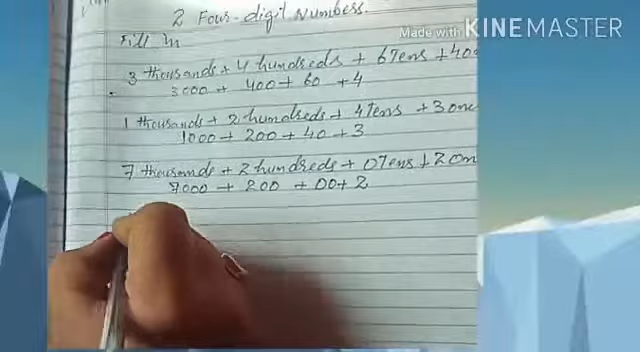 2 Four-digit Numbers.
Made with KINEMASTER
Fill in
3 thousands + 4 hundreds + 6 Tens + 4 on
3000 + 400 + 60 + 4
1 thousands + 2 hundreds + 4 Tens + 3 one
1000 + 200 + 40 + 3
7 thousands + 2 hundreds + 0 Tens + 2 on
7000 + 200 + 00 + 2